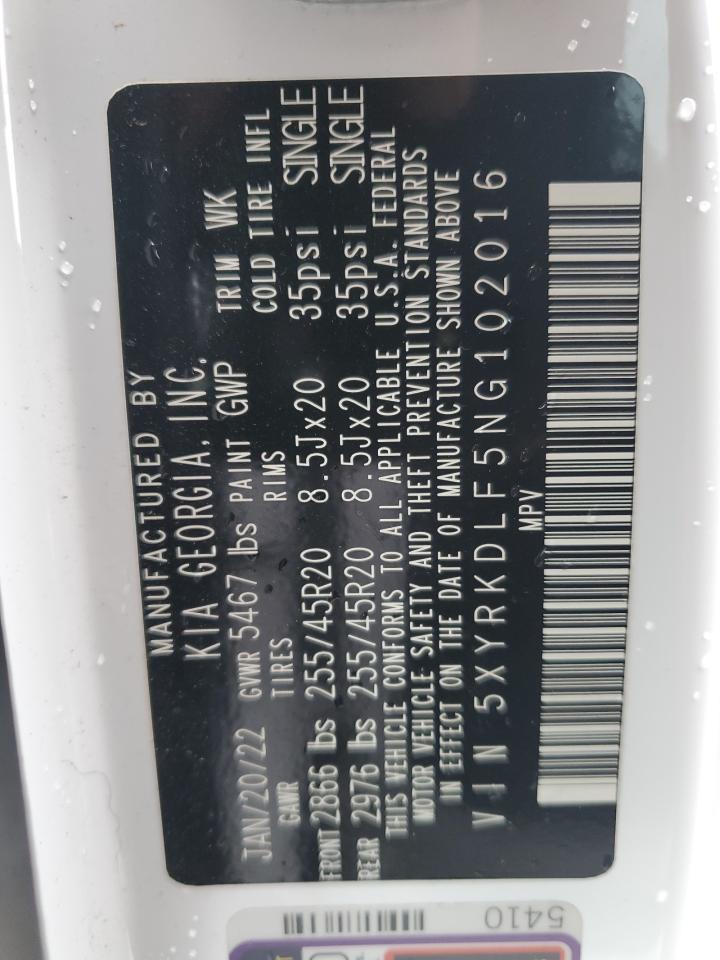 MANUFACTURED BY
KIA GEORGIA, INC.
JAN/20/22 GVWR 5467 lbs PAINT GWP TRIM WK
GAWR TIRES RIMS COLD TIRE INFL
FRONT 2866 lbs 255/45R20 8.5Jx20 35psi SINGLE
REAR 2976 lbs 255/45R20 8.5Jx20 35psi SINGLE
THIS VEHICLE CONFORMS TO ALL APPLICABLE U.S.A. FEDERAL
MOTOR VEHICLE SAFETY AND THEFT PREVENTION STANDARDS
IN EFFECT ON THE DATE OF MANUFACTURE SHOWN ABOVE
VIN 5XYRKDLF5NG102016
MPV
5410